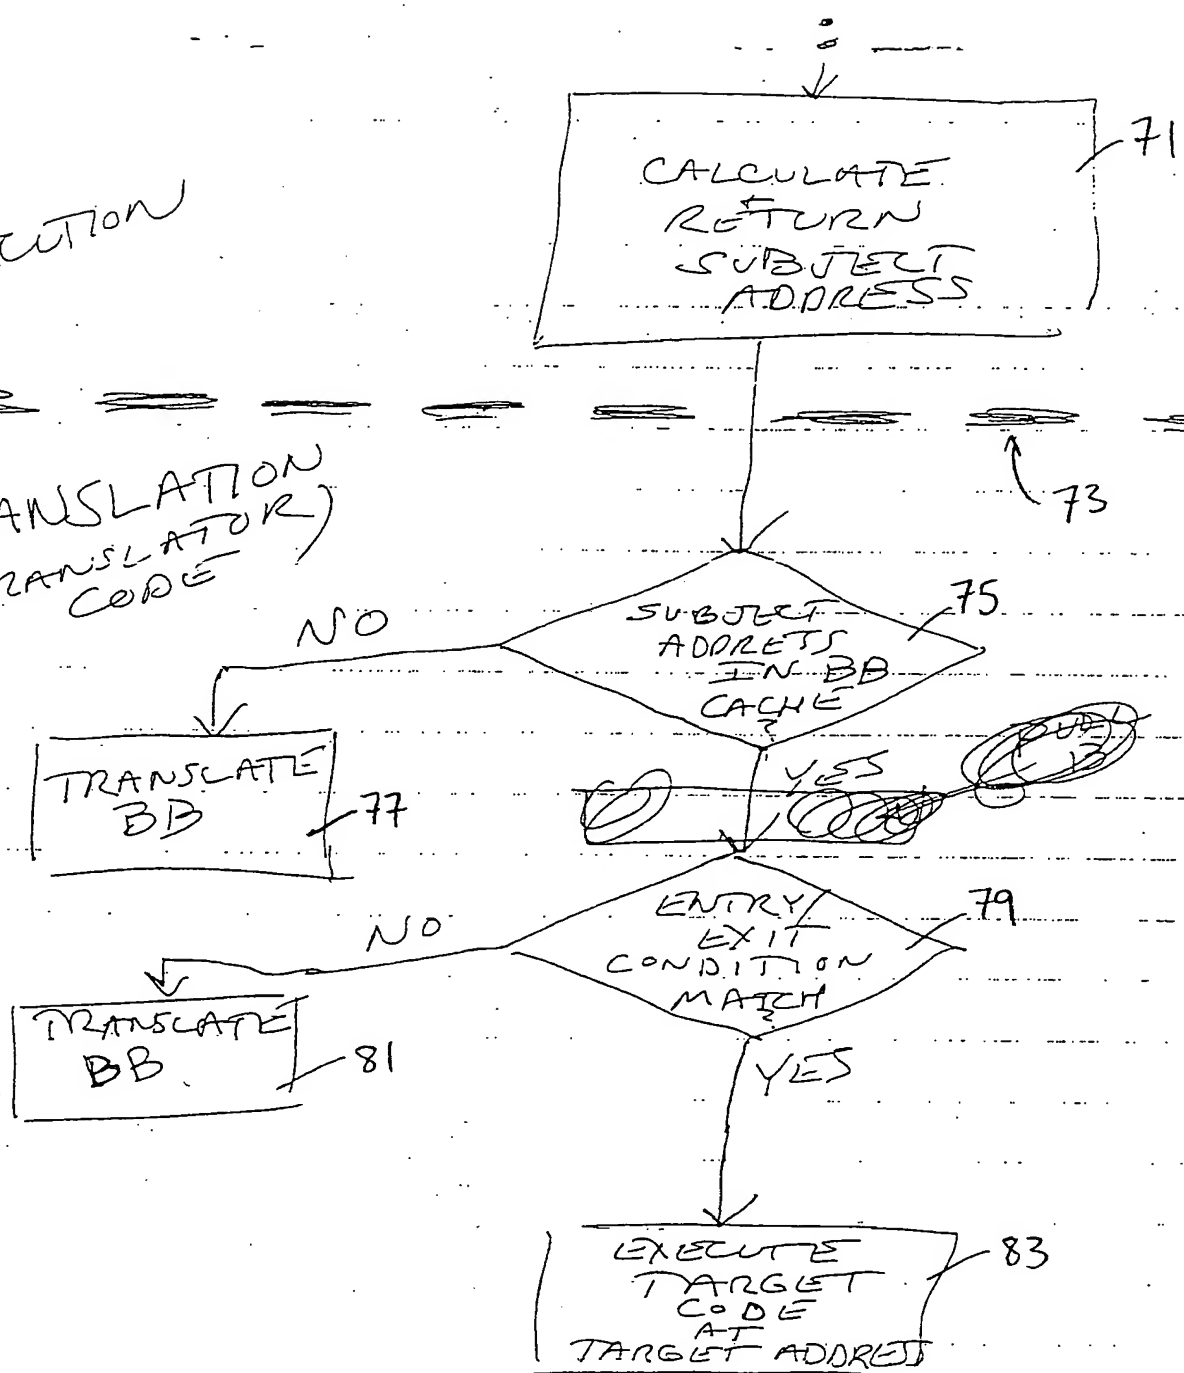 71
CALCULATE
RETURN
SUBJECT
ADDRESS
CUTION
73
ANSLATION
RANSLATOR)
CODE
75
SUBJECT
ADDRESS
IN BB
CACHE
?
NO
YES
TRANSLATE
BB
77
ENTRY/
EXIT
CONDITION
MATCH
?
79
NO
YES
TRANSLATE
BB
81
EXECUTE
TARGET
CODE
AT
TARGET ADDRESS
83